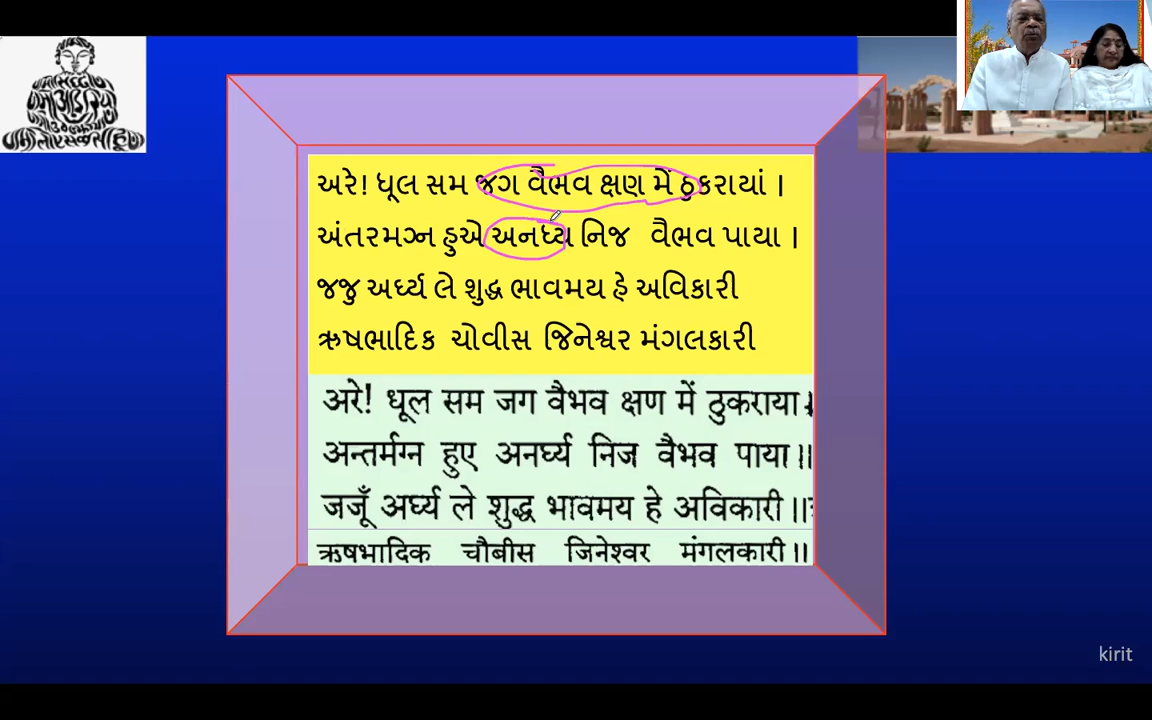 અરે! ધૂલ સમ જગ વૈભવ ક્ષણ મેં ઠુકરાયાં ।
અંતરમગ્ન હુએ અનર્ધ્ય નિજ વૈભવ પાયા ।
જજુ અર્ઘ્ય લે શુદ્ધ ભાવમય હે અવિકારી
ઋષભાદિક ચોવીસ જિનેશ્વર મંગલકારી
अरे! धूल सम जग वैभव क्षण में ठुकराया।
अन्तर्मग्न हुए अनर्घ्य निज वैभव पाया॥
जजूँ अर्घ्य ले शुद्ध भावमय हे अविकारी॥
ऋषभादिक चौबीस जिनेश्वर मंगलकारी॥
kirit